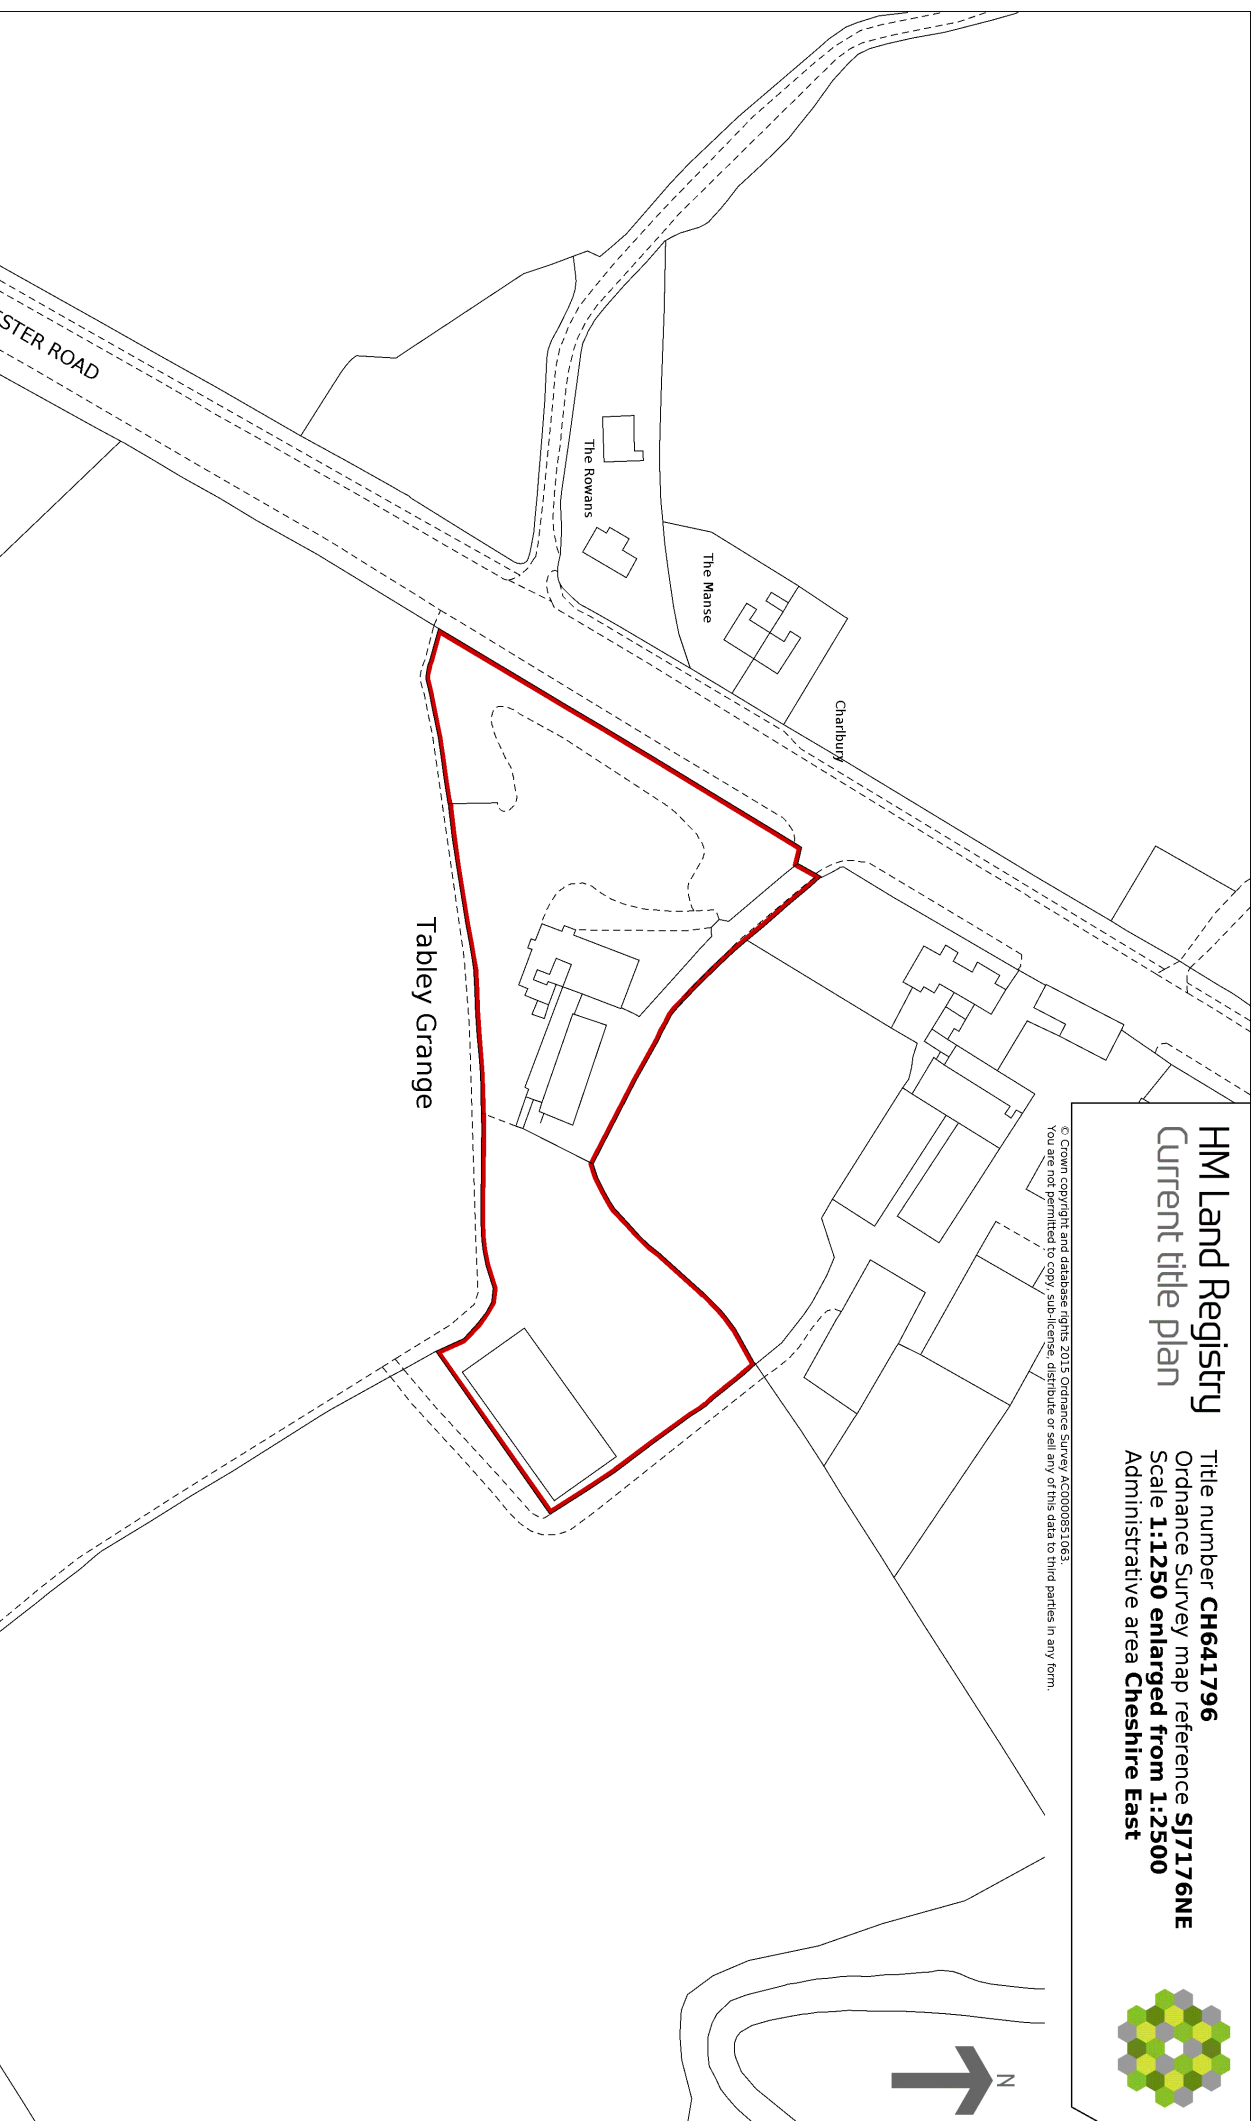 HM Land Registry
Current title plan
Title number CH641796
Ordnance Survey map reference SJ7176NE
Scale 1:1250 enlarged from 1:2500
Administrative area Cheshire East
© Crown copyright and database rights 2015 Ordnance Survey AC0000851063.
You are not permitted to copy, sub-license, distribute or sell any of this data to third parties in any form.
N
Charlbury
The Manse
The Rowans
STER ROAD
Tabley Grange